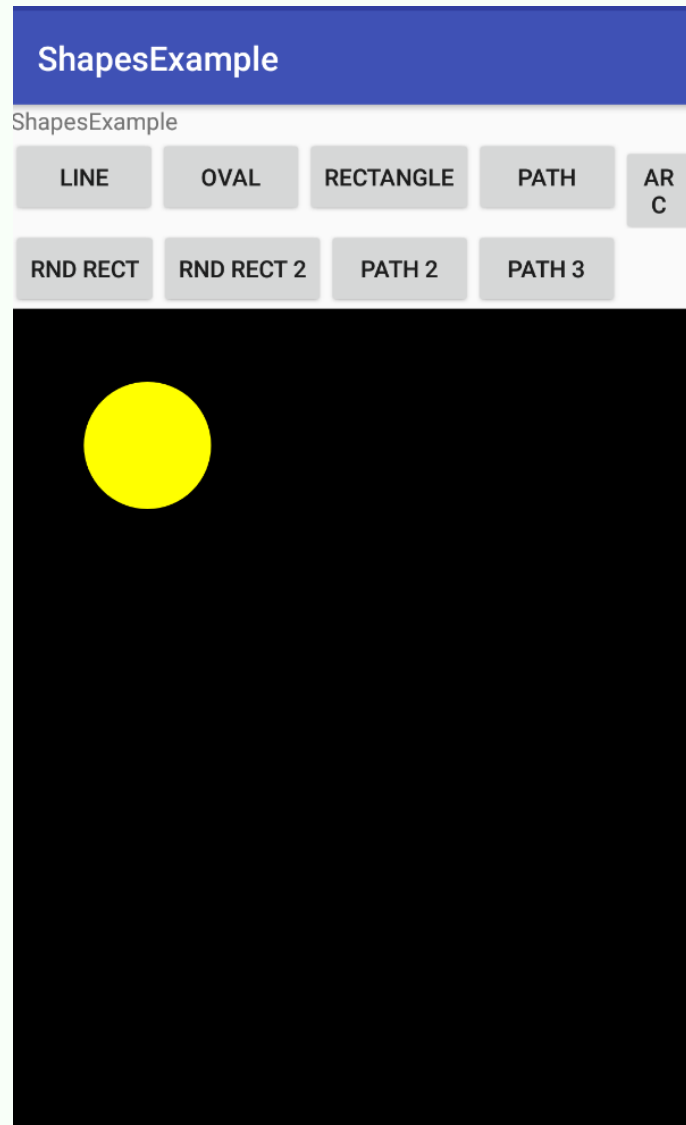 ShapesExample
ShapesExample
LINE OVAL RECTANGLE PATH AR
C
RND RECT RND RECT 2 PATH 2 PATH 3